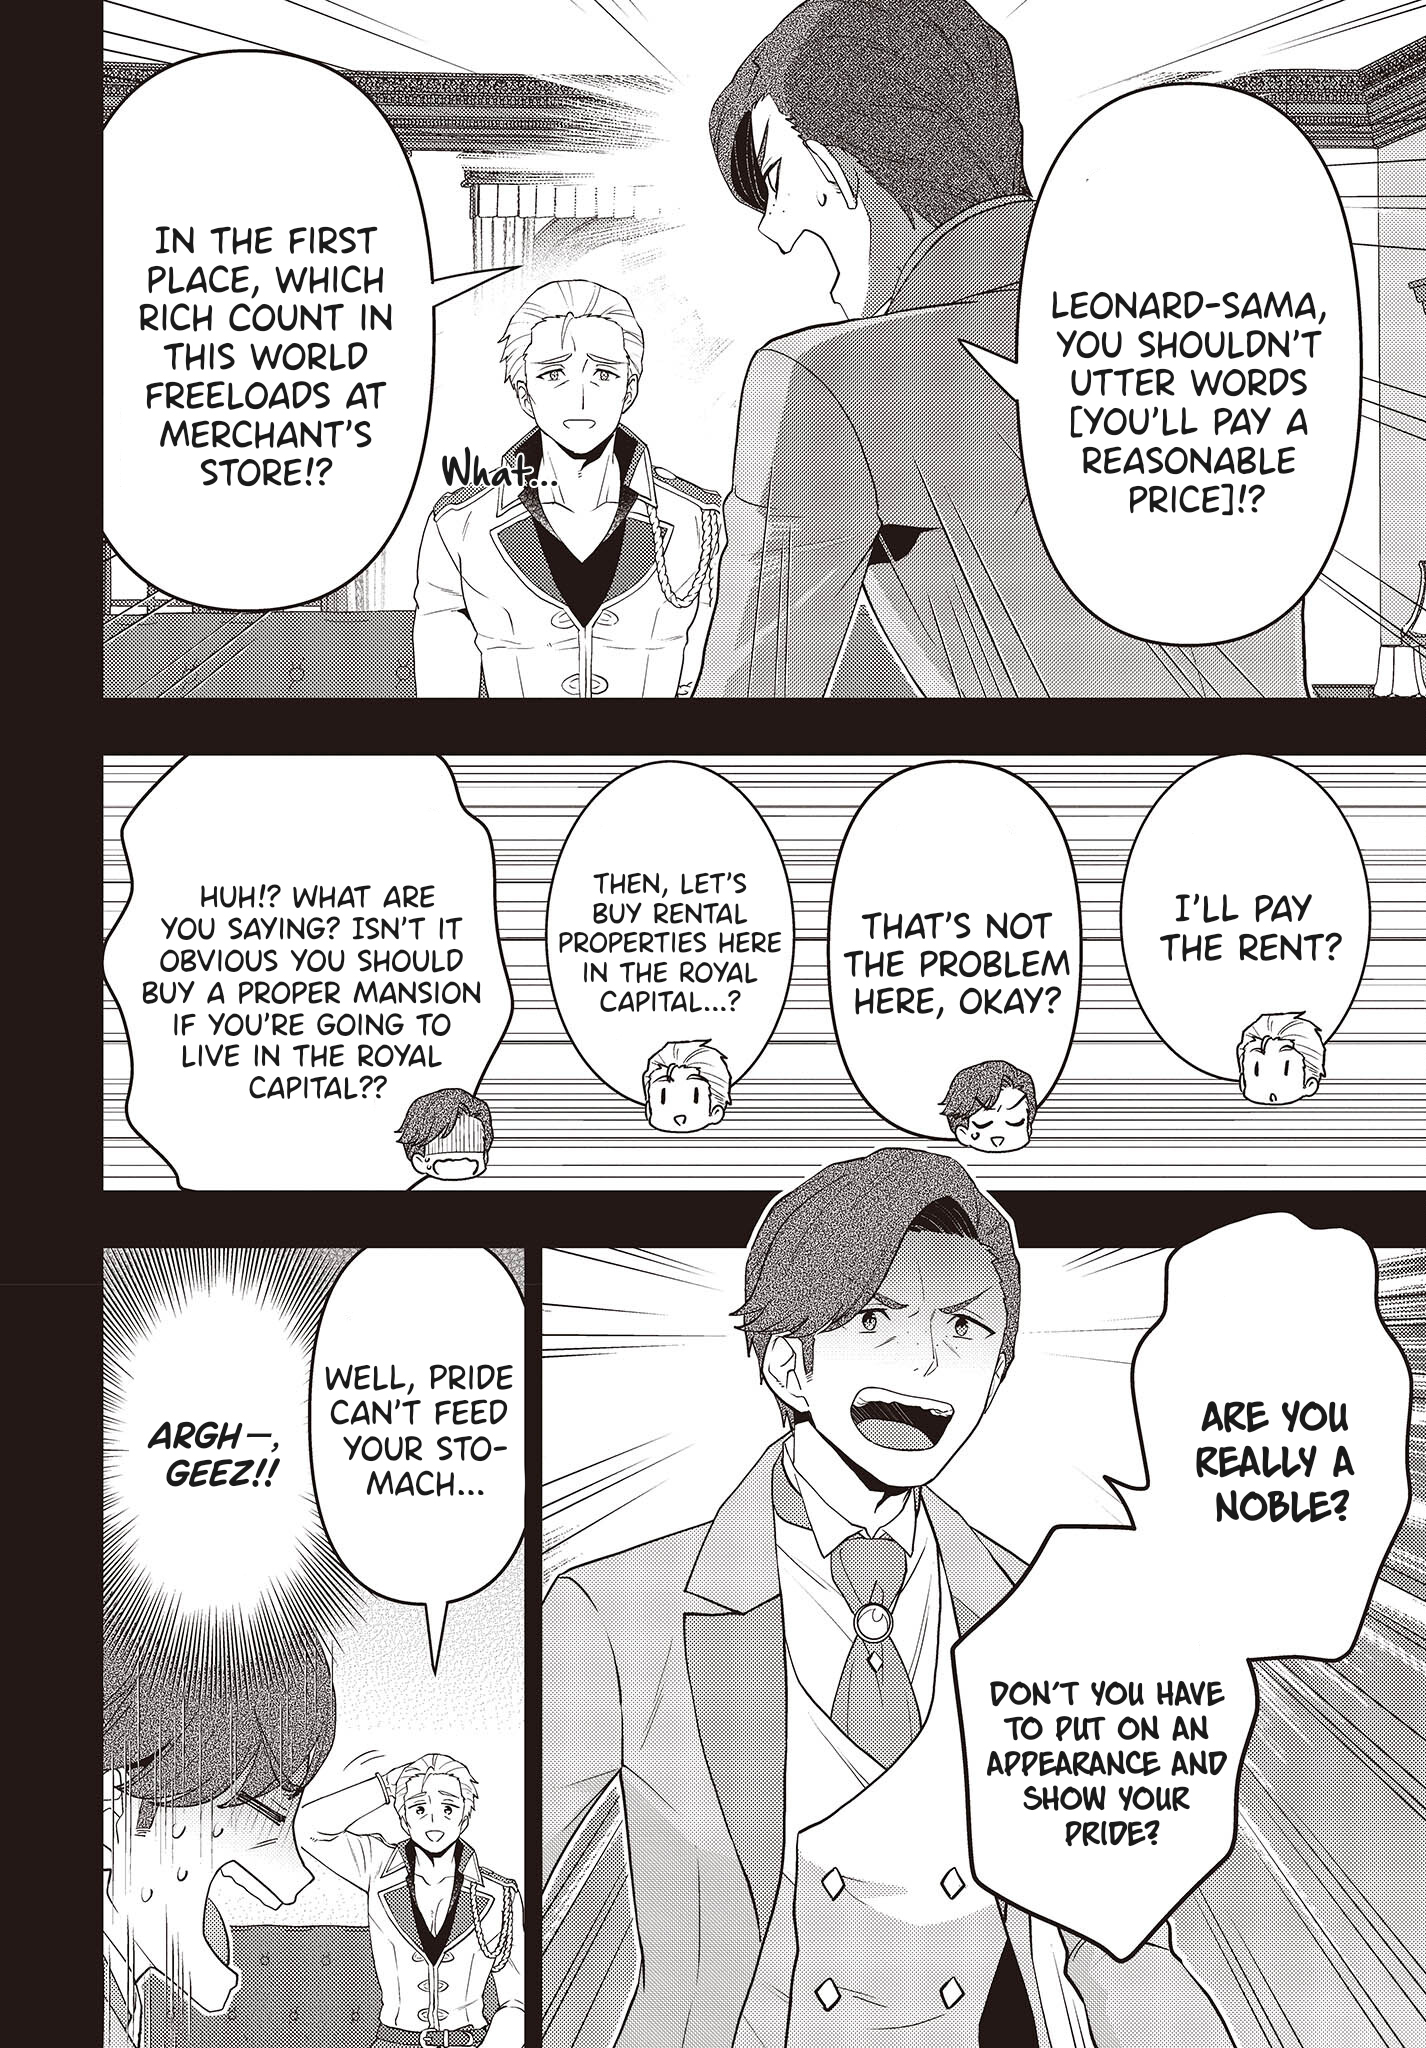 LEONARD-SAMA,
YOU SHOULDN'T
UTTER WORDS
[YOU'LL PAY A
REASONABLE
PRICE]!?
IN THE FIRST
PLACE, WHICH
RICH COUNT IN
THIS WORLD
FREELOADS AT
MERCHANT'S
STORE!?
What...
I'LL PAY
THE RENT?
THAT'S NOT
THE PROBLEM
HERE, OKAY?
THEN, LET'S
BUY RENTAL
PROPERTIES HERE
IN THE ROYAL
CAPITAL...?
HUH!? WHAT ARE
YOU SAYING? ISN'T IT
OBVIOUS YOU SHOULD
BUY A PROPER MANSION
IF YOU'RE GOING TO
LIVE IN THE ROYAL
CAPITAL??
ARE YOU
REALLY A
NOBLE?
DON'T YOU HAVE
TO PUT ON AN
APPEARANCE AND
SHOW YOUR
PRIDE?
WELL, PRIDE
CAN'T FEED
YOUR STO-
MACH...
ARGH—,
GEEZ!!